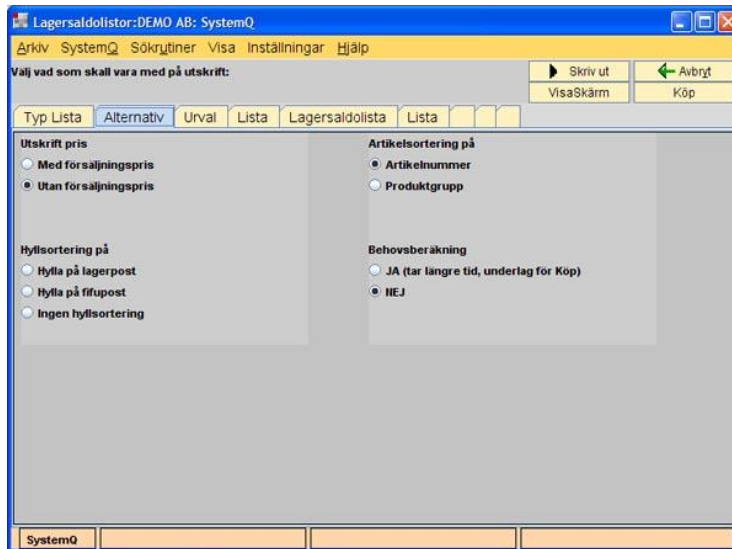 Lagersaldolistor:DEMO AB: SystemQ
Arkiv SystemQ Sökrutiner Visa Inställningar Hjälp
Välj vad som skall vara med på utskrift:
Skriv ut
Avbryt
VisaSkärm
Köp
Typ Lista Alternativ Urval Lista Lagersaldolista Lista
Utskrift pris
Med försäljningspris
Utan försäljningspris
Artikelsortering på
Artikelnummer
Produktgrupp
Hyllsortering på
Hylla på lagerpost
Hylla på fifupost
Ingen hyllsortering
Behovsberäkning
JA (tar längre tid, underlag för Köp)
NEJ
SystemQ